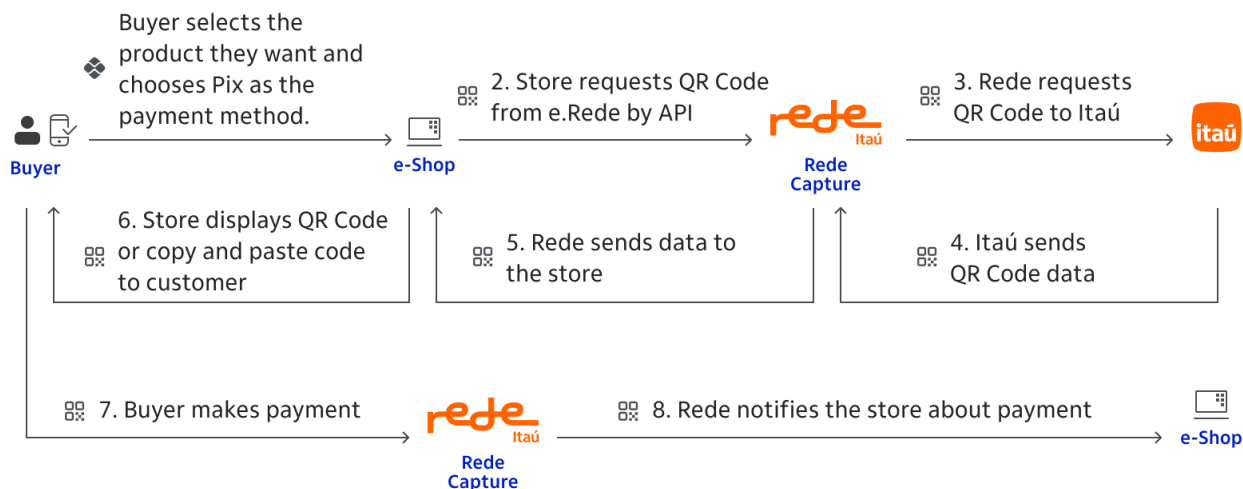 Buyer selects the
product they want and
chooses Pix as the
payment method.
Buyer
2. Store requests QR Code
from e.Rede by API
e-Shop
rede
Itaú
Rede
Capture
3. Rede requests
QR Code to Itaú
itaú
6. Store displays QR Code
or copy and paste code
to customer
5. Rede sends data to
the store
4. Itaú sends
QR Code data
7. Buyer makes payment
rede
Itaú
Rede
Capture
8. Rede notifies the store about payment
e-Shop